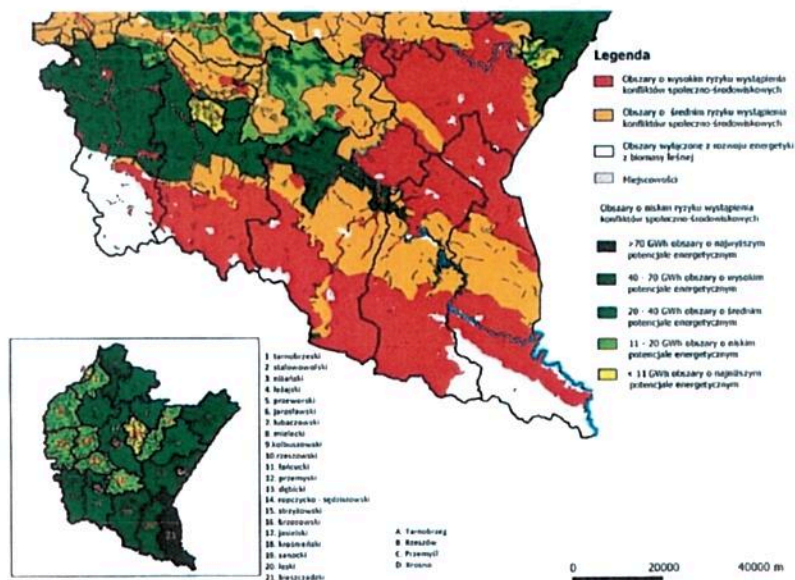 Legenda
Obszary o wysokim ryzyku wystąpienia
konfliktów społeczno-środowiskowych
Obszary o średnim ryzyku wystąpienia
konfliktów społeczno-środowiskowych
Obszary wyłączone z rozwoju energetyki
z biomasy leśnej
Miejscowości
Obszary o niskim ryzyku wystąpienia
konfliktów społeczno-środowiskowych
>70 GWh obszary o najwyższym
potencjale energetycznym
40 - 70 GWh obszary o wysokim
potencjale energetycznym
20 - 40 GWh obszary o średnim
potencjale energetycznym
11 - 20 GWh obszary o niskim
potencjale energetycznym
< 11 GWh obszary o najniższym
potencjale energetycznym
1. tarnobrzeski
2. stalowowolski
3. niżański
4. leżajski
5. przeworski
6. jarosławski
7. lubaczowski
8. mielecki
9. kolbuszowski
10. rzeszowski
11. łańcucki
12. przemyski
13. dębicki
14. ropczycko - sędziszowski
15. strzyżowski
16. brzozowski
17. jasielski
18. krośnieński
19. sanocki
20. leski
21. bieszczadzki
A. Tarnobrzeg
B. Rzeszów
C. Przemyśl
D. Krosno
0 20000 40000 m
21